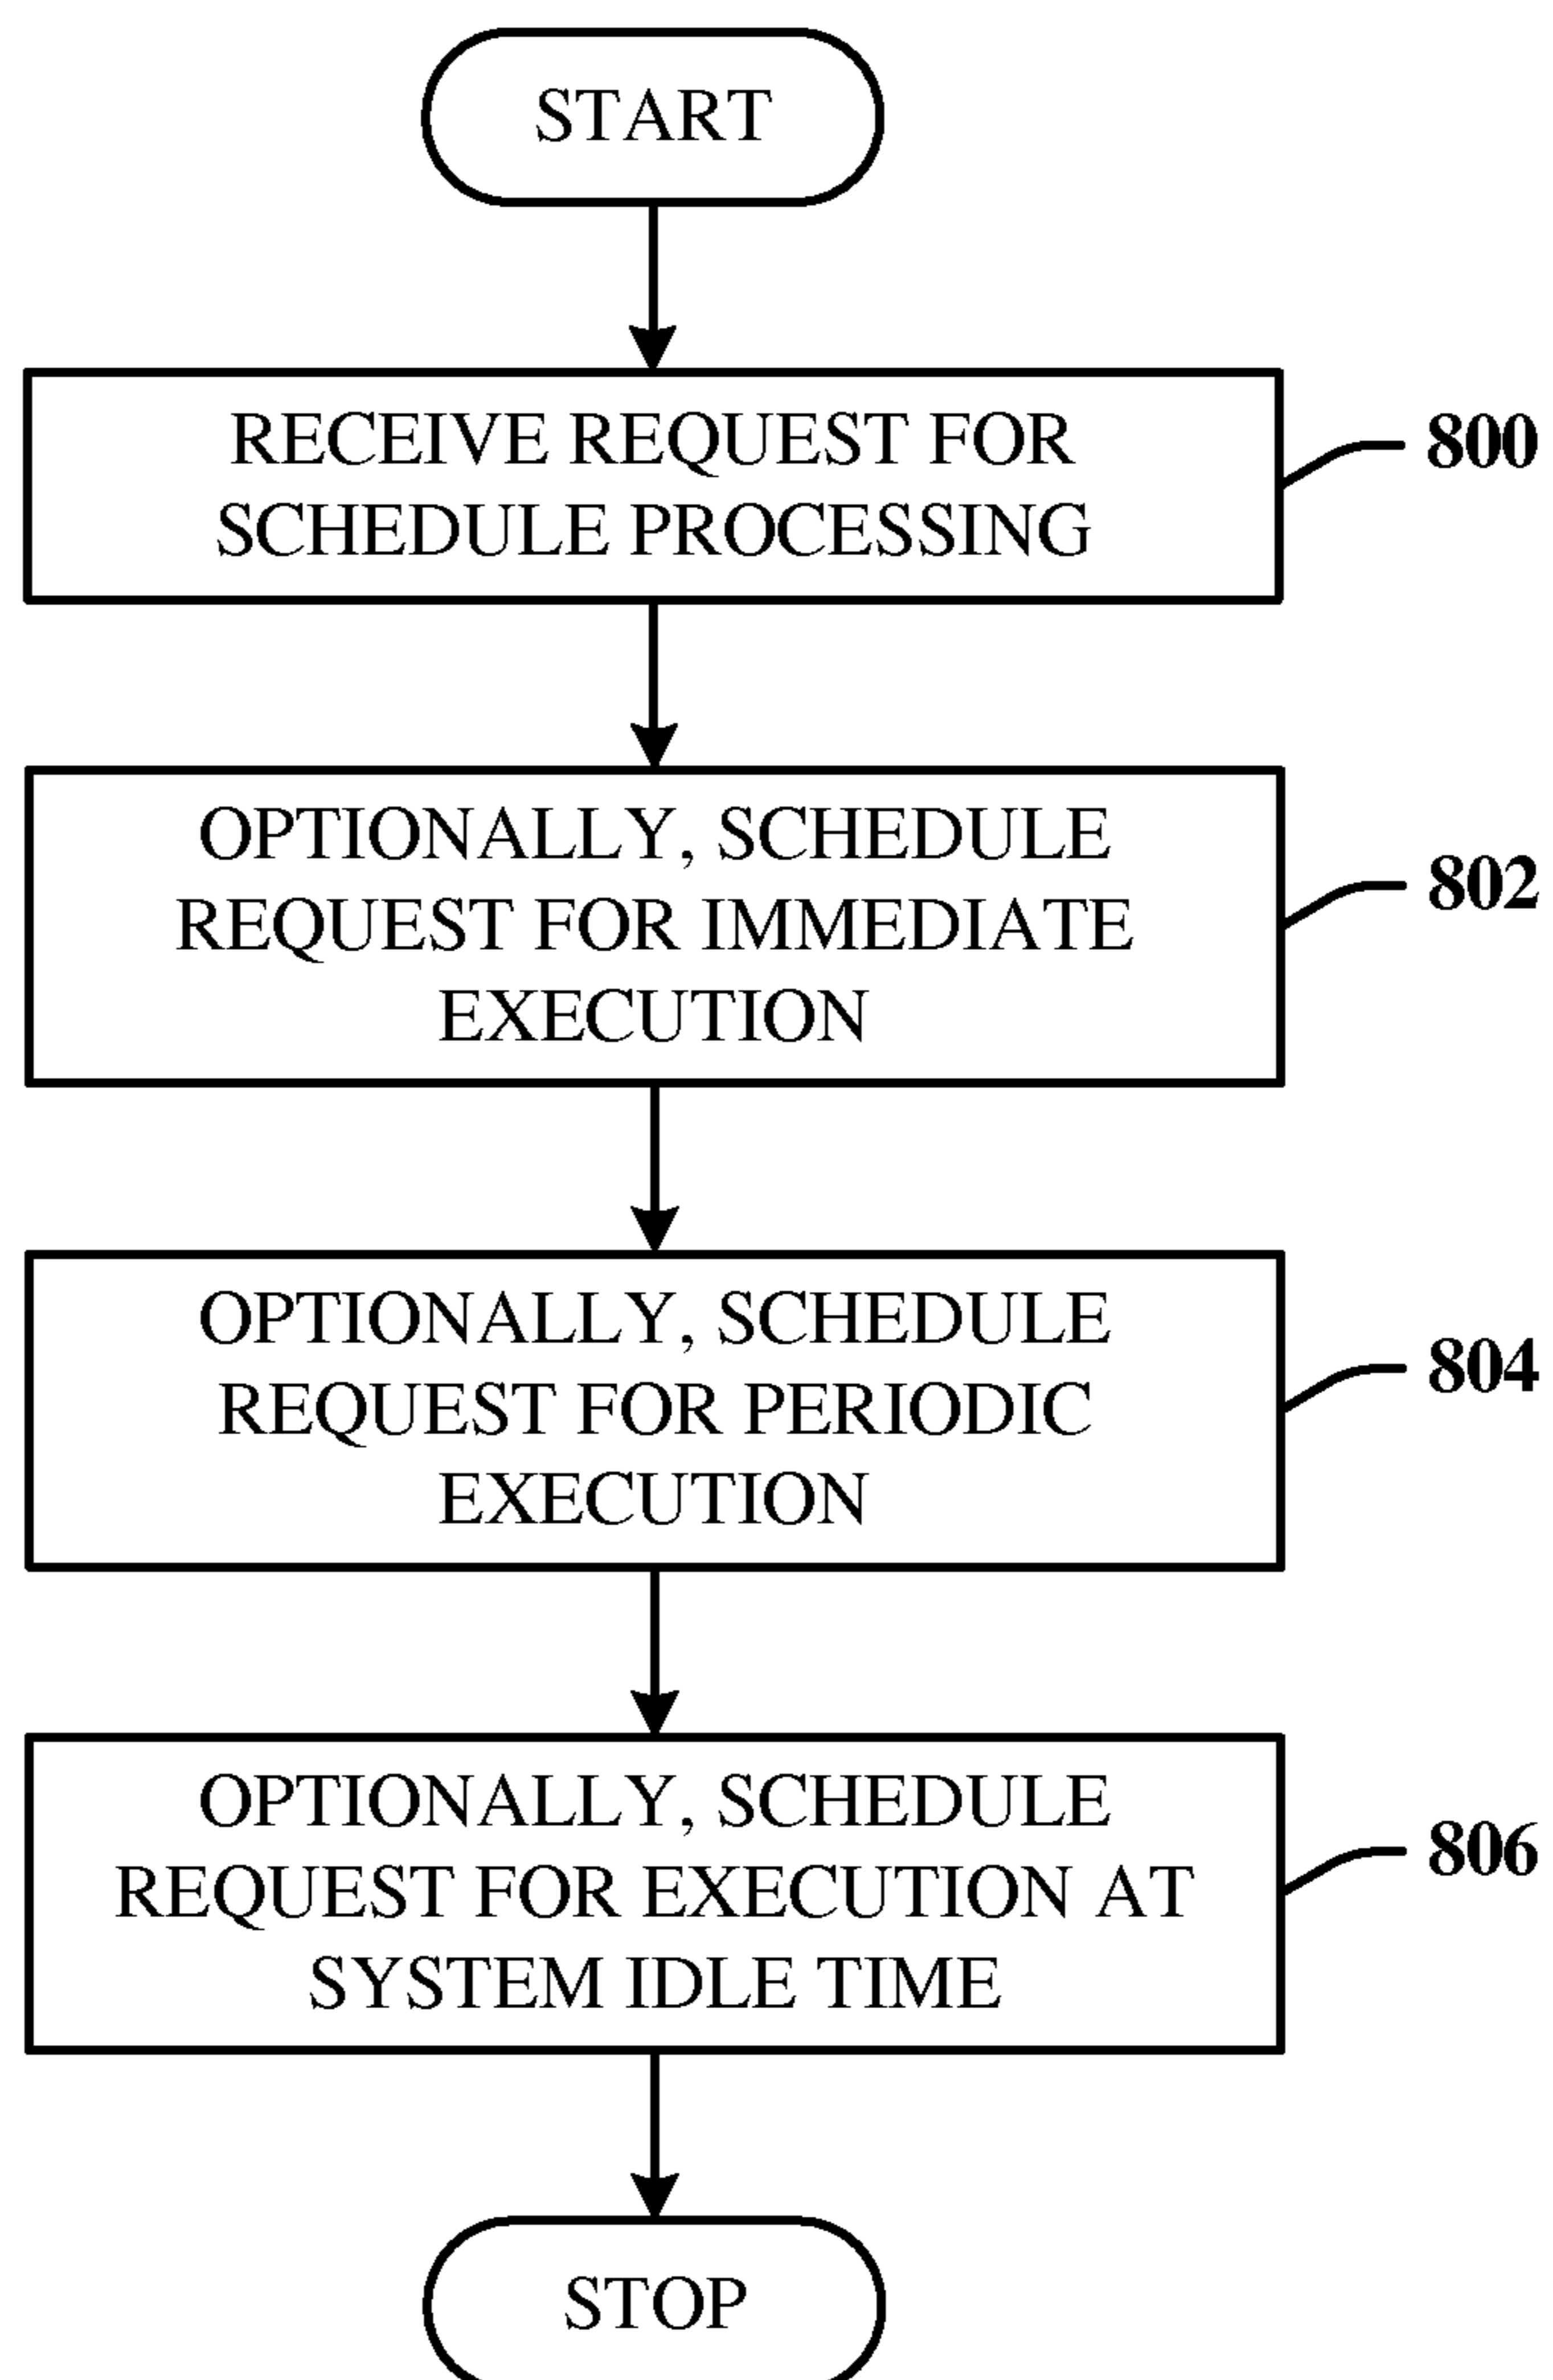 START
RECEIVE REQUEST FOR
SCHEDULE PROCESSING
800
OPTIONALLY, SCHEDULE
REQUEST FOR IMMEDIATE
EXECUTION
802
OPTIONALLY, SCHEDULE
REQUEST FOR PERIODIC
EXECUTION
804
OPTIONALLY, SCHEDULE
REQUEST FOR EXECUTION AT
SYSTEM IDLE TIME
806
STOP